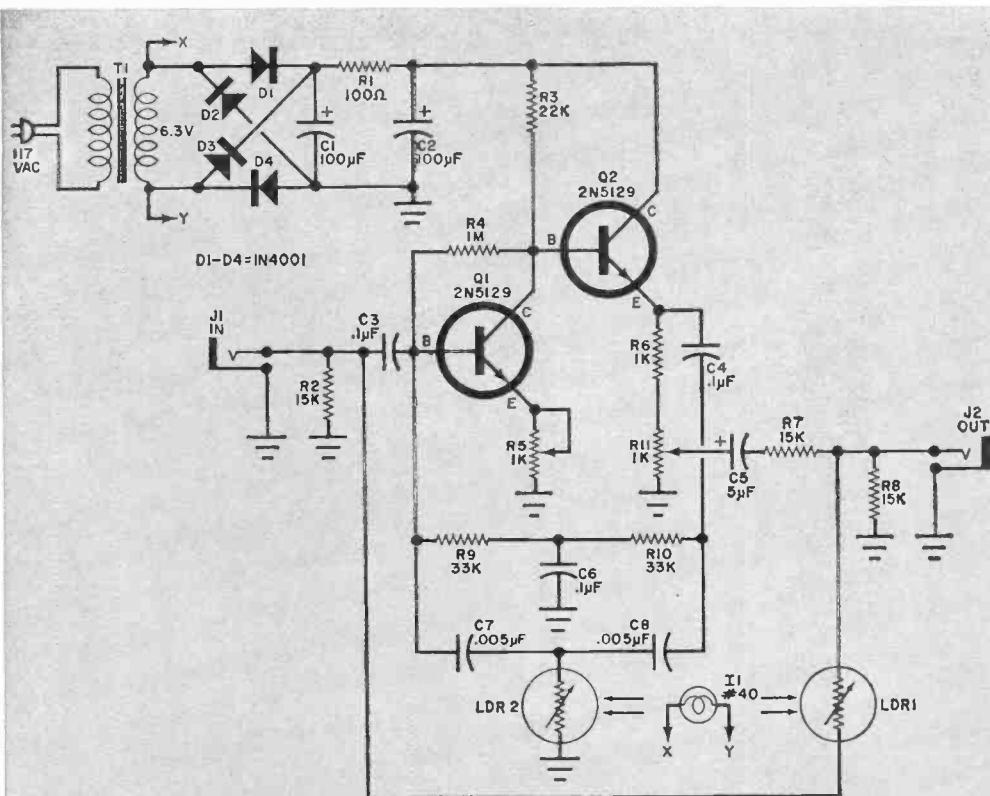 X
T1
117
VAC
6.3V
Y
D1
D2
D3
D4
R1
100Ω
+
C1
100µF
+
C2
100µF
R3
22K
D1-D4=IN4001
R4
1M
Q2
2N5129
B
C
E
Q1
2N5129
B
C
E
J1
IN
C3
.1µF
R2
15K
R5
1K
R6
1K
C4
.1µF
R11
1K
+
C5
5µF
R7
15K
R8
15K
J2
OUT
R9
33K
R10
33K
C6
.1µF
C7
.005µF
C8
.005µF
LDR2
I1
#40
X
Y
LDR1